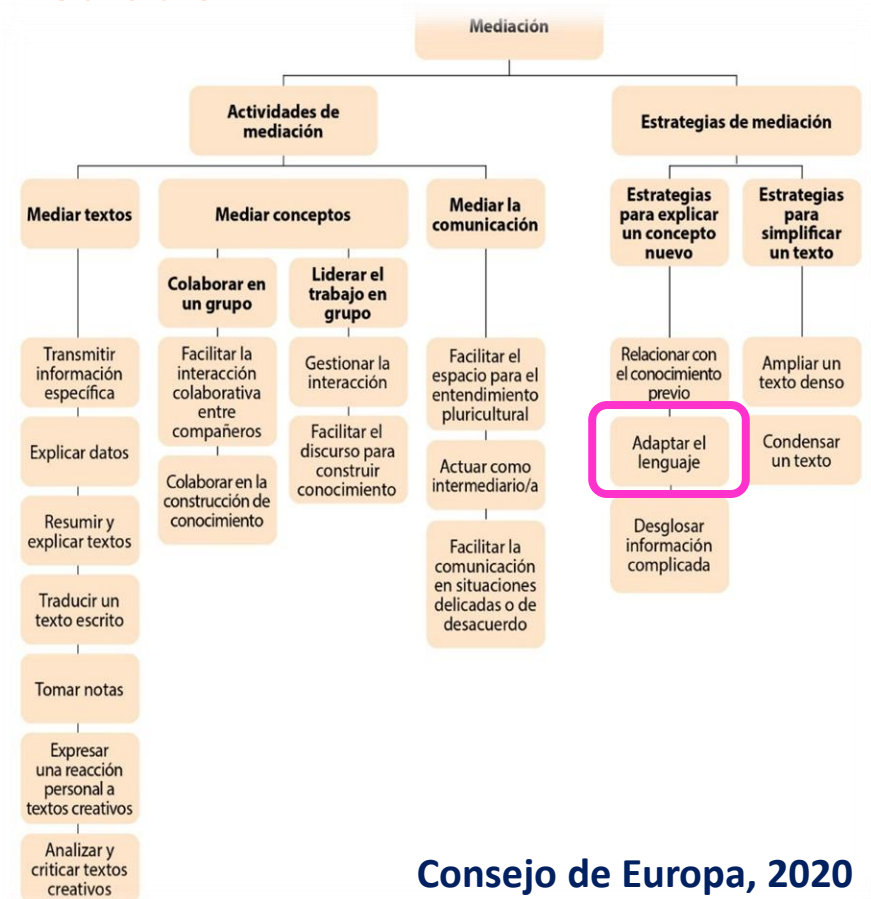 Mediación
Actividades de
mediación
Estrategias de mediación
Mediar textos
Mediar conceptos
Mediar la
comunicación
Estrategias
para explicar
un concepto
nuevo
Estrategias
para
simplificar
un texto
Colaborar en
un grupo
Liderar el
trabajo en
grupo
Transmitir
información
específica
Explicar datos
Resumir y
explicar textos
Traducir un
texto escrito
Tomar notas
Expresar
una reacción
personal a
textos creativos
Analizar y
criticar textos
creativos
Facilitar la
interacción
colaborativa
entre
compañeros
Colaborar en la
construcción de
conocimiento
Gestionar la
interacción
Facilitar el
discurso para
construir
conocimiento
Facilitar el
espacio para el
entendimiento
pluricultural
Actuar como
intermediario/a
Facilitar la
comunicación
en situaciones
delicadas o de
desacuerdo
Relacionar con
el conocimiento
previo
Adaptar el
lenguaje
Desglosar
información
complicada
Ampliar un
texto denso
Condensar
un texto
Consejo de Europa, 2020